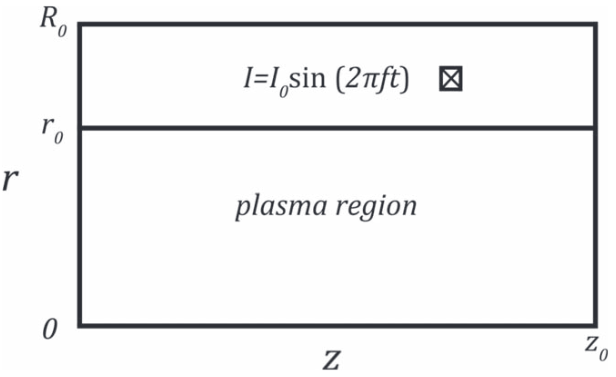 R₀
I=I₀sin (2πft)
r₀
r
plasma region
0
z
z₀